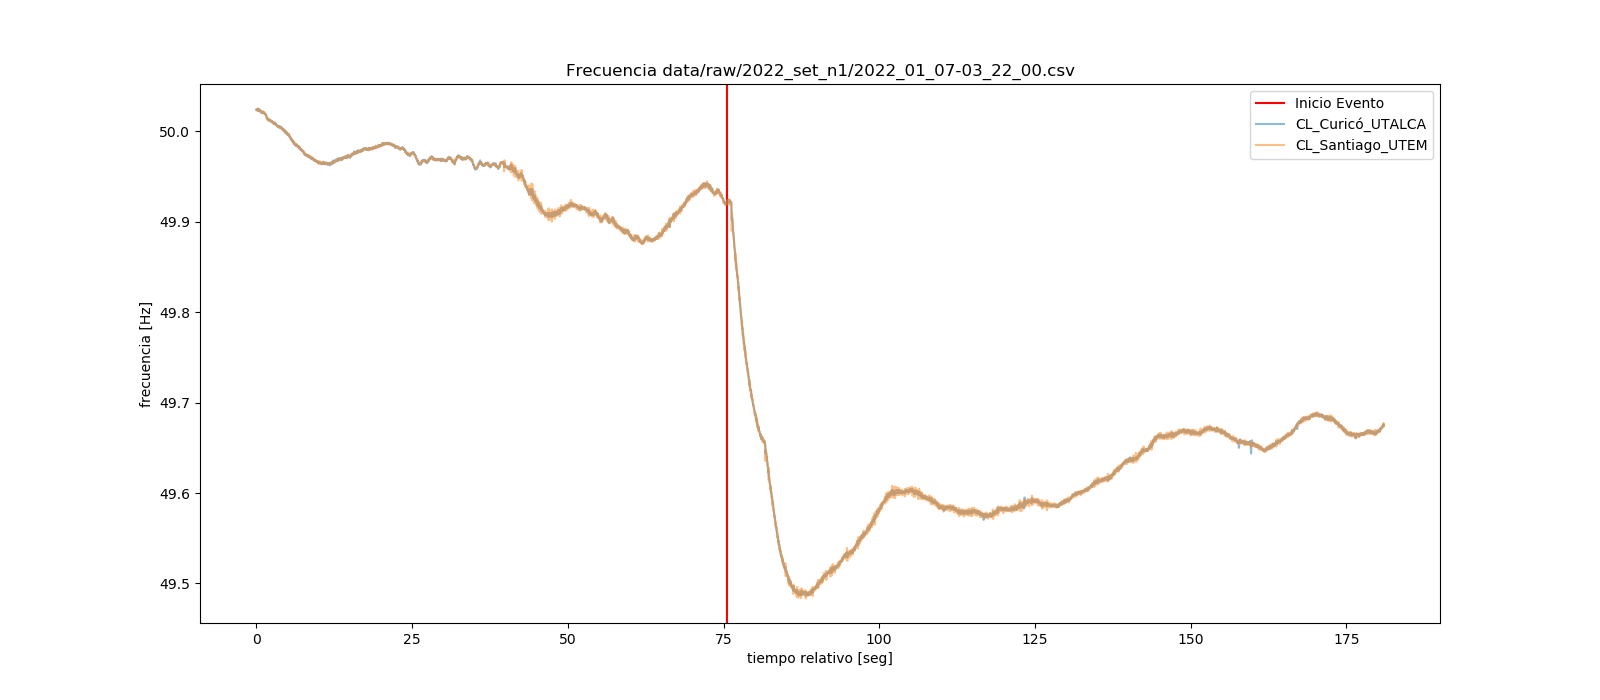 Frecuencia data/raw/2022_set_n1/2022_01_07-03_22_00.csv
Inicio Evento
CL_Curicó_UTALCA
CL_Santiago_UTEM
frecuencia [Hz]
50.0
49.9
49.8
49.7
49.6
49.5
0 25 50 75 100 125 150 175
tiempo relativo [seg]